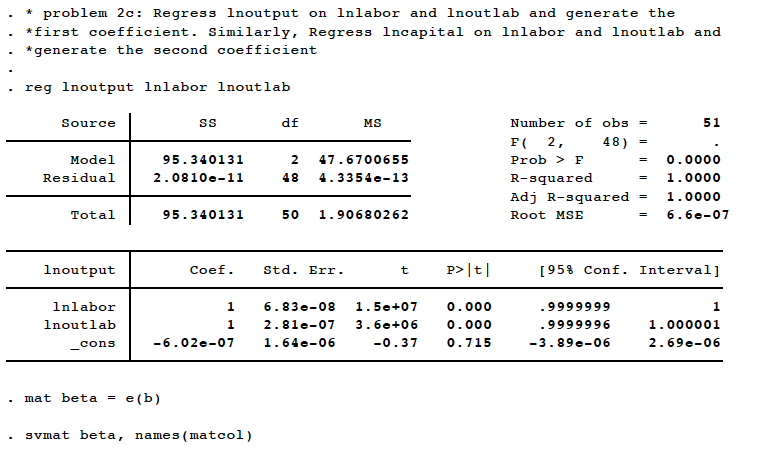 . * problem 2c: Regress lnoutput on lnlabor and lnoutlab and generate the
. *first coefficient. Similarly, Regress lncapital on lnlabor and lnoutlab and
. *generate the second coefficient
.
. reg lnoutput lnlabor lnoutlab
Source SS df MS Number of obs = 51
F( 2, 48) = .
Model 95.340131 2 47.6700655 Prob > F = 0.0000
Residual 2.0810e-11 48 4.3354e-13 R-squared = 1.0000
Adj R-squared = 1.0000
Total 95.340131 50 1.90680262 Root MSE = 6.6e-07
lnoutput Coef. Std. Err. t P>|t| [95% Conf. Interval]
lnlabor 1 6.83e-08 1.5e+07 0.000 .9999999 1
lnoutlab 1 2.81e-07 3.6e+06 0.000 .9999996 1.000001
_cons -6.02e-07 1.64e-06 -0.37 0.715 -3.89e-06 2.69e-06
. mat beta = e(b)
. svmat beta, names(matcol)